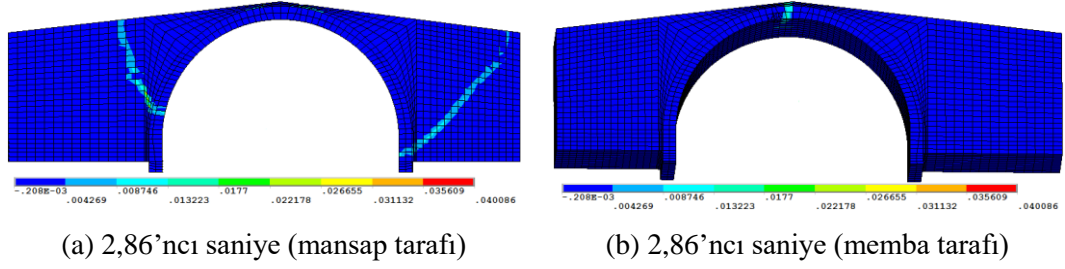 -.208E-03 .008746 .0177 .026655 .035609
.004269 .013223 .022178 .031132 .040086
-.208E-03 .008746 .0177 .026655 .035609
.004269 .013223 .022178 .031132 .040086
(a) 2,86’ncı saniye (mansap tarafı)
(b) 2,86’ncı saniye (memba tarafı)